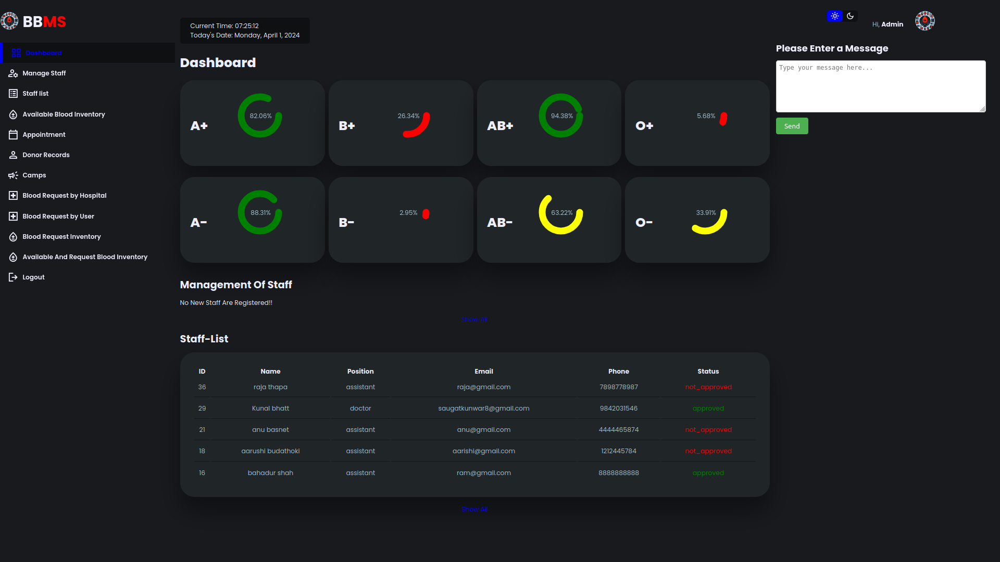 BBMS
Dashboard
Manage Staff
Staff list
Available Blood Inventory
Appointment
Donor Records
Camps
Blood Request by Hospital
Blood Request by User
Blood Request Inventory
Available And Request Blood Inventory
Logout
Current Time: 07:25:12
Today's Date: Monday, April 1, 2024
Dashboard
A+ 82.06%
B+ 26.34%
AB+ 94.38%
O+ 5.68%
A- 88.31%
B- 2.95%
AB- 63.22%
O- 33.91%
Management Of Staff
No New Staff Are Registered!!
Show All
Staff-List
ID Name Position Email Phone Status
36 raja thapa assistant raja@gmail.com 7898778987 not_approved
29 Kunal bhatt doctor saugatkunwar8@gmail.com 9842031546 approved
21 anu basnet assistant anu@gmail.com 4444465874 not_approved
18 aarushi budathoki assistant aarishi@gmail.com 1212445784 not_approved
16 bahadur shah assistant ram@gmail.com 8888888888 approved
Show All
Hi, Admin
Please Enter a Message
Type your message here...
Send